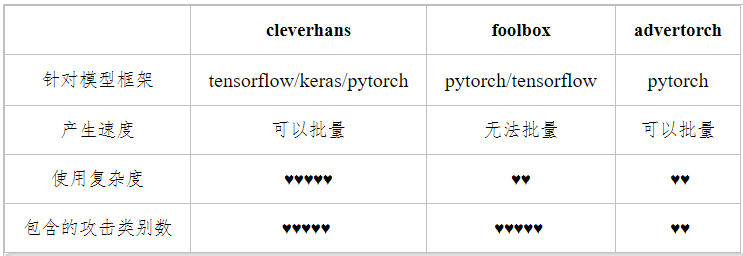 cleverhans foolbox advertorch
针对模型框架 tensorflow/keras/pytorch pytorch/tensorflow pytorch
产生速度 可以批量 无法批量 可以批量
使用复杂度 ♥♥♥♥♥ ♥♥ ♥♥
包含的攻击类别数 ♥♥♥♥♥ ♥♥♥♥♥ ♥♥